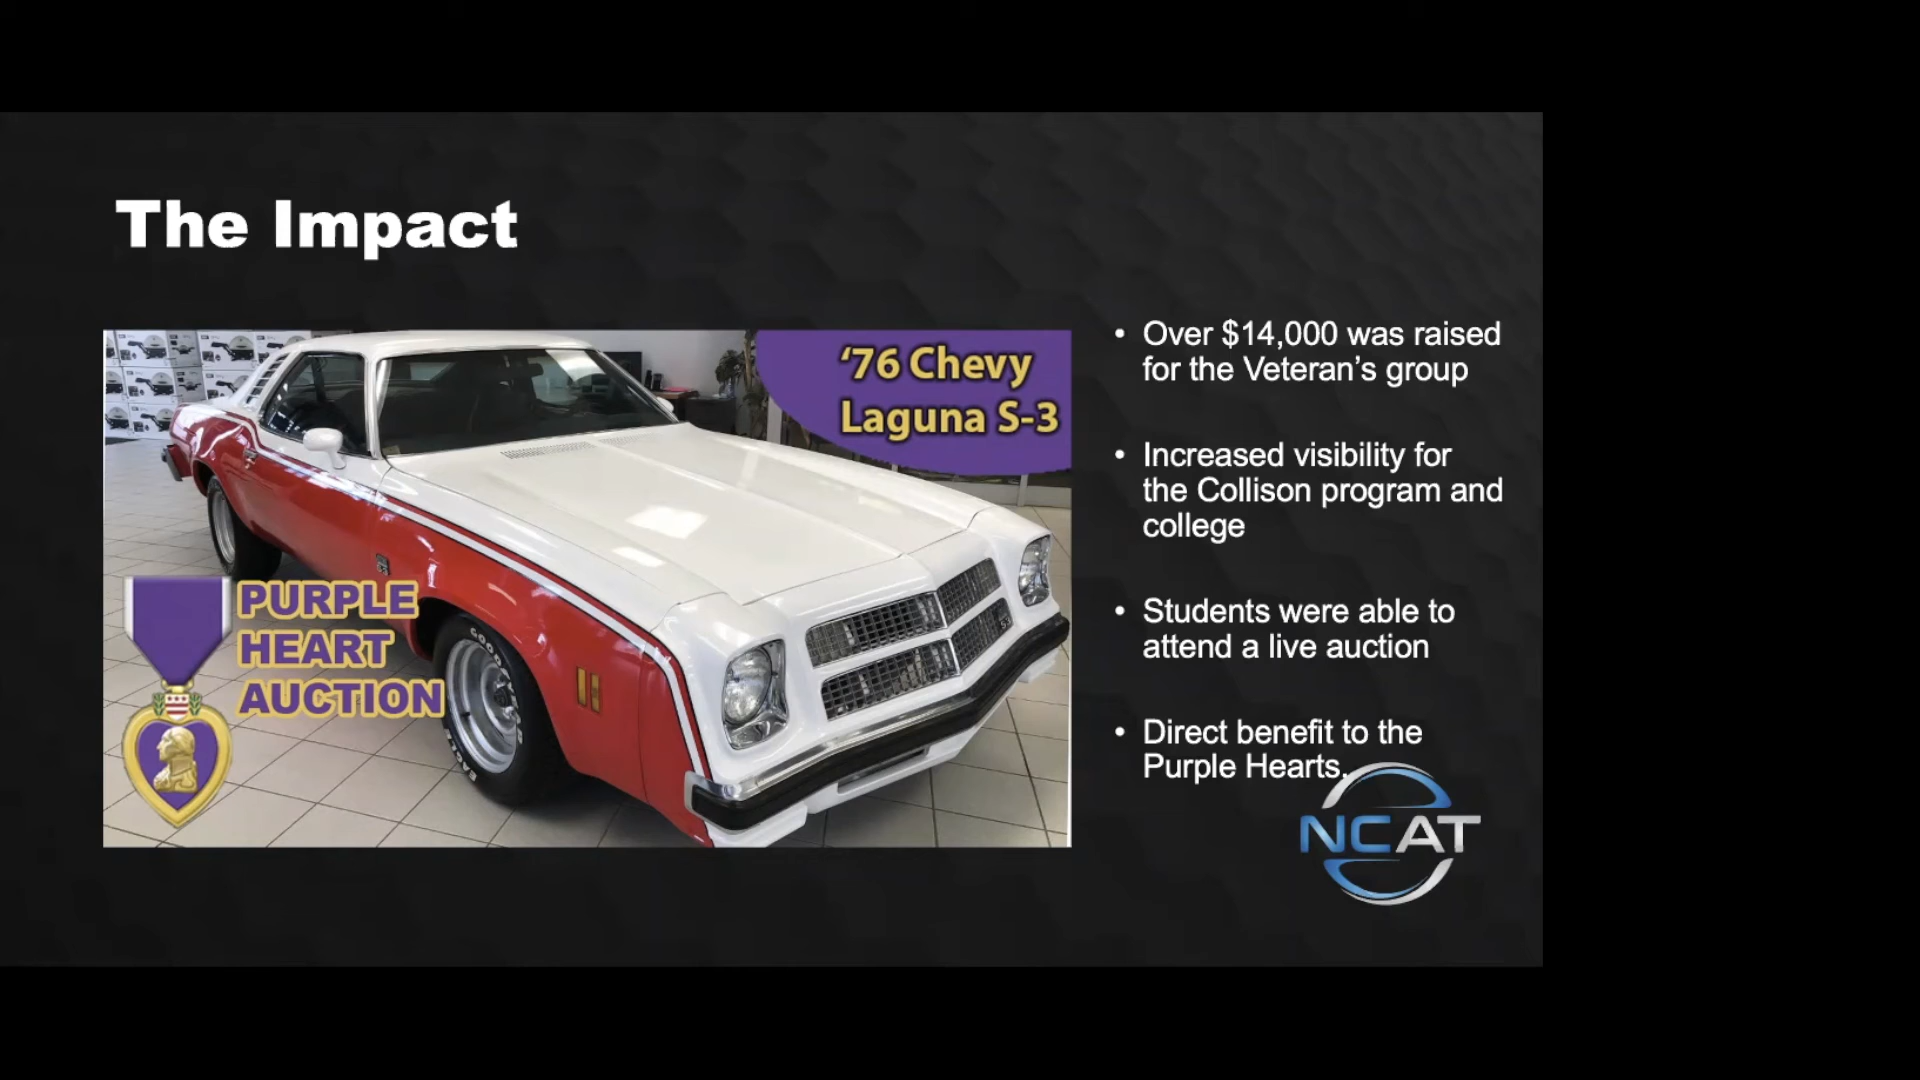 The Impact
'76 Chevy
Laguna S-3
PURPLE
HEART
AUCTION
• Over $14,000 was raised
for the Veteran's group
• Increased visibility for
the Collison program and
college
• Students were able to
attend a live auction
• Direct benefit to the
Purple Hearts.
NCAT